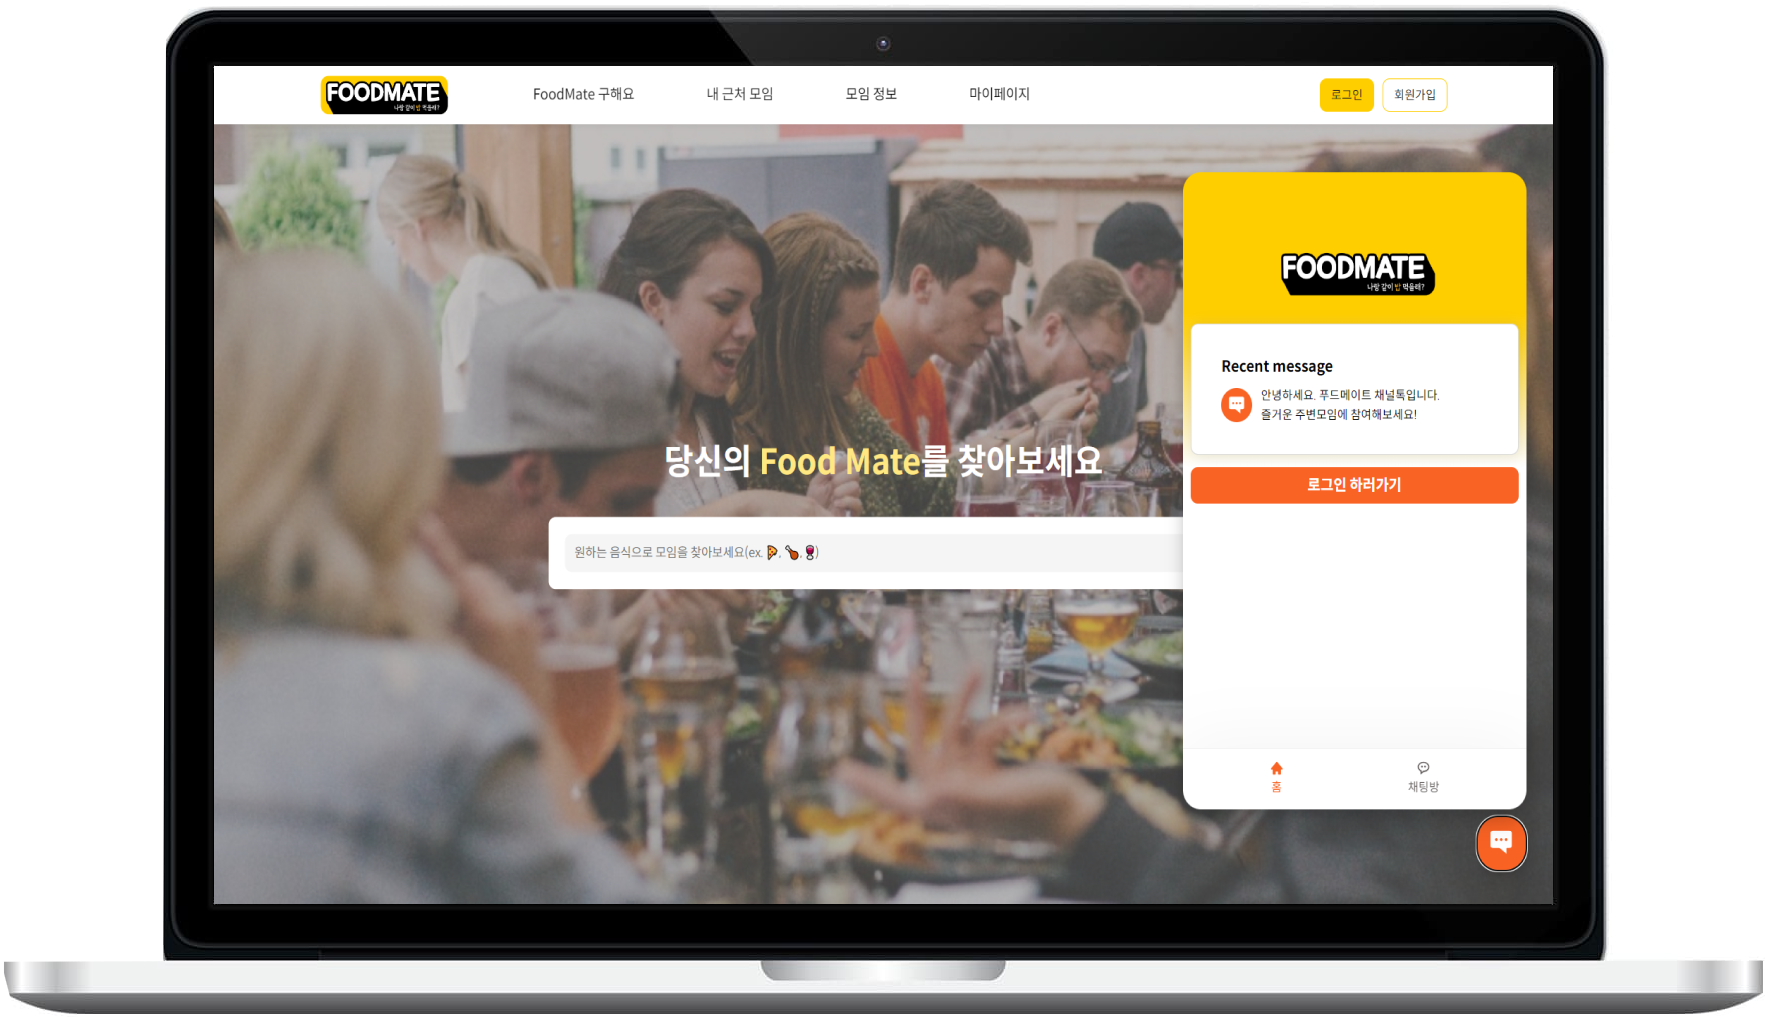 FOODMATE
나랑 같이 밥 먹을래?
FoodMate 구해요
내 근처 모임
모임 정보
마이페이지
로그인
회원가입
당신의 Food Mate를 찾아보세요
원하는 음식으로 모임을 찾아보세요(ex. 🍕, 🍗, 🍷)
FOODMATE
나랑 같이 밥 먹을래?
Recent message
안녕하세요. 푸드메이트 채널톡입니다.
즐거운 주변모임에 참여해보세요!
로그인 하러가기
홈
채팅방